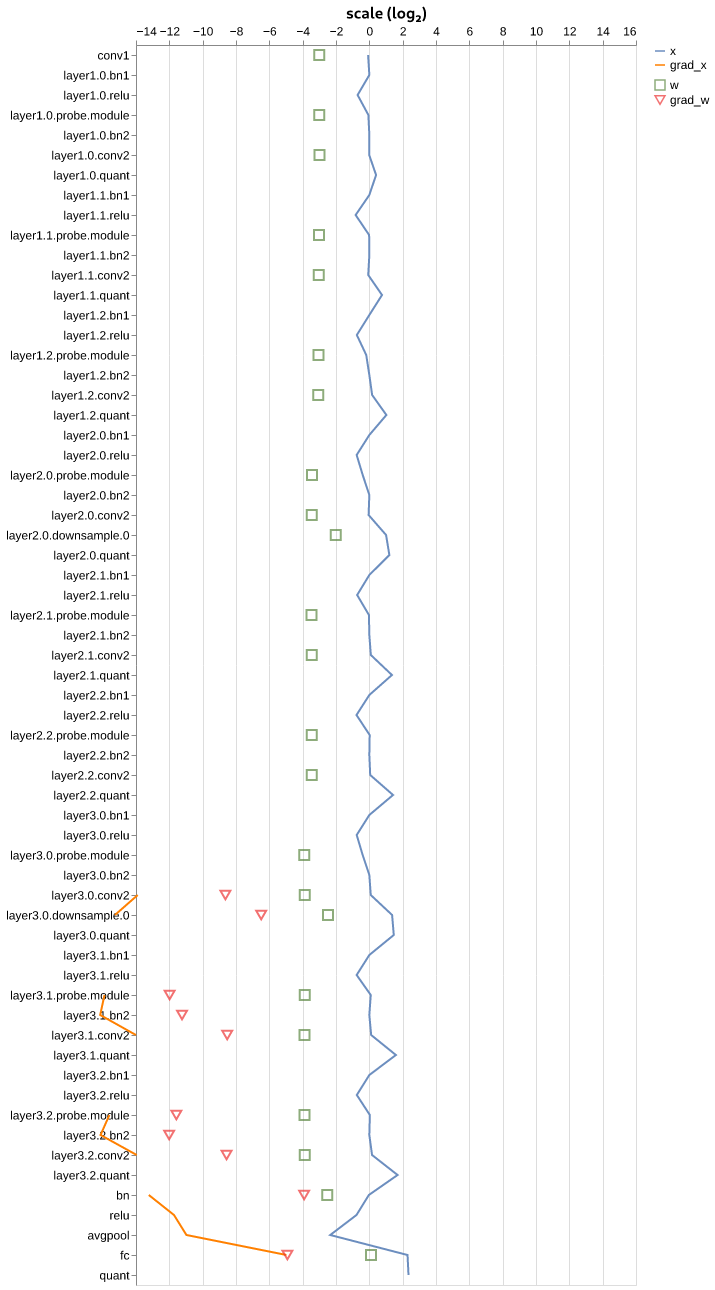 scale (log₂)
−14 −12 −10 −8 −6 −4 −2 0 2 4 6 8 10 12 14 16
x
grad_x
w
grad_w
conv1
layer1.0.bn1
layer1.0.relu
layer1.0.probe.module
layer1.0.bn2
layer1.0.conv2
layer1.0.quant
layer1.1.bn1
layer1.1.relu
layer1.1.probe.module
layer1.1.bn2
layer1.1.conv2
layer1.1.quant
layer1.2.bn1
layer1.2.relu
layer1.2.probe.module
layer1.2.bn2
layer1.2.conv2
layer1.2.quant
layer2.0.bn1
layer2.0.relu
layer2.0.probe.module
layer2.0.bn2
layer2.0.conv2
layer2.0.downsample.0
layer2.0.quant
layer2.1.bn1
layer2.1.relu
layer2.1.probe.module
layer2.1.bn2
layer2.1.conv2
layer2.1.quant
layer2.2.bn1
layer2.2.relu
layer2.2.probe.module
layer2.2.bn2
layer2.2.conv2
layer2.2.quant
layer3.0.bn1
layer3.0.relu
layer3.0.probe.module
layer3.0.bn2
layer3.0.conv2
layer3.0.downsample.0
layer3.0.quant
layer3.1.bn1
layer3.1.relu
layer3.1.probe.module
layer3.1.bn2
layer3.1.conv2
layer3.1.quant
layer3.2.bn1
layer3.2.relu
layer3.2.probe.module
layer3.2.bn2
layer3.2.conv2
layer3.2.quant
bn
relu
avgpool
fc
quant